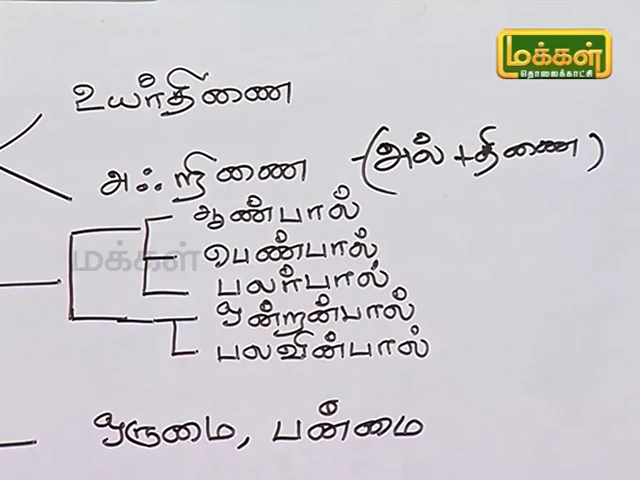 மக்கள்
தொலைக்காட்சி
உயர்திணை
அஃறிணை - (அல் + திணை)
ஆண்பால்
மக்கள்
பெண்பால்
பலர்பால்
ஒன்றன்பால்
பலவின்பால்
ஒருமை, பன்மை